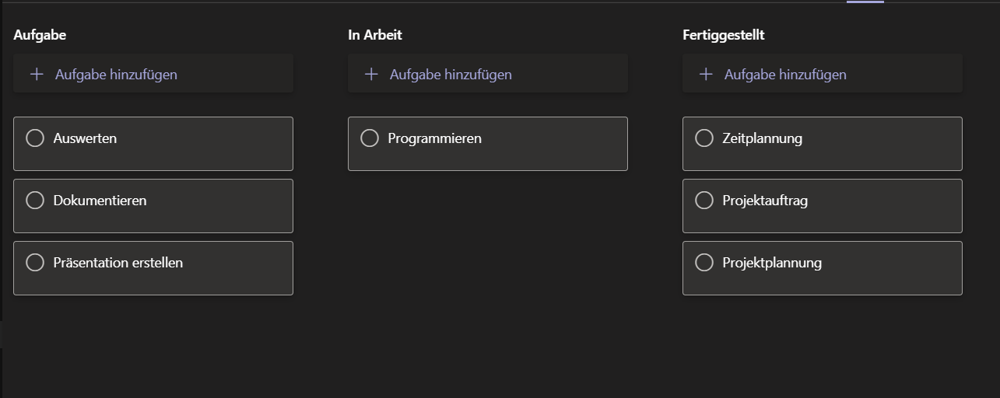 Aufgabe
In Arbeit
Fertiggestellt
Aufgabe hinzufügen
Aufgabe hinzufügen
Aufgabe hinzufügen
Auswerten
Programmieren
Zeitplannung
Dokumentieren
Projektauftrag
Präsentation erstellen
Projektplannung